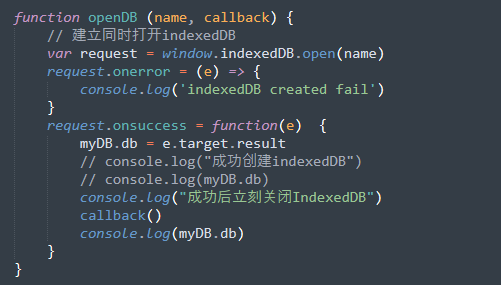 function openDB (name, callback) {
// 建立同时打开indexedDB
var request = window.indexedDB.open(name)
request.onerror = (e) => {
console.log('indexedDB created fail')
}
request.onsuccess = function(e)  {
myDB.db = e.target.result
// console.log("成功创建indexedDB")
// console.log(myDB.db)
console.log("成功后立刻关闭IndexedDB")
callback()
console.log(myDB.db)
}
}